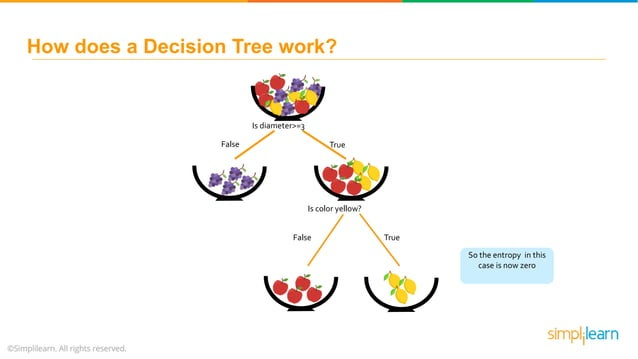 How does a Decision Tree work?
Is diameter>=3
False
True
Is color yellow?
False
True
So the entropy in this
case is now zero
simplilearn
©Simplilearn. All rights reserved.